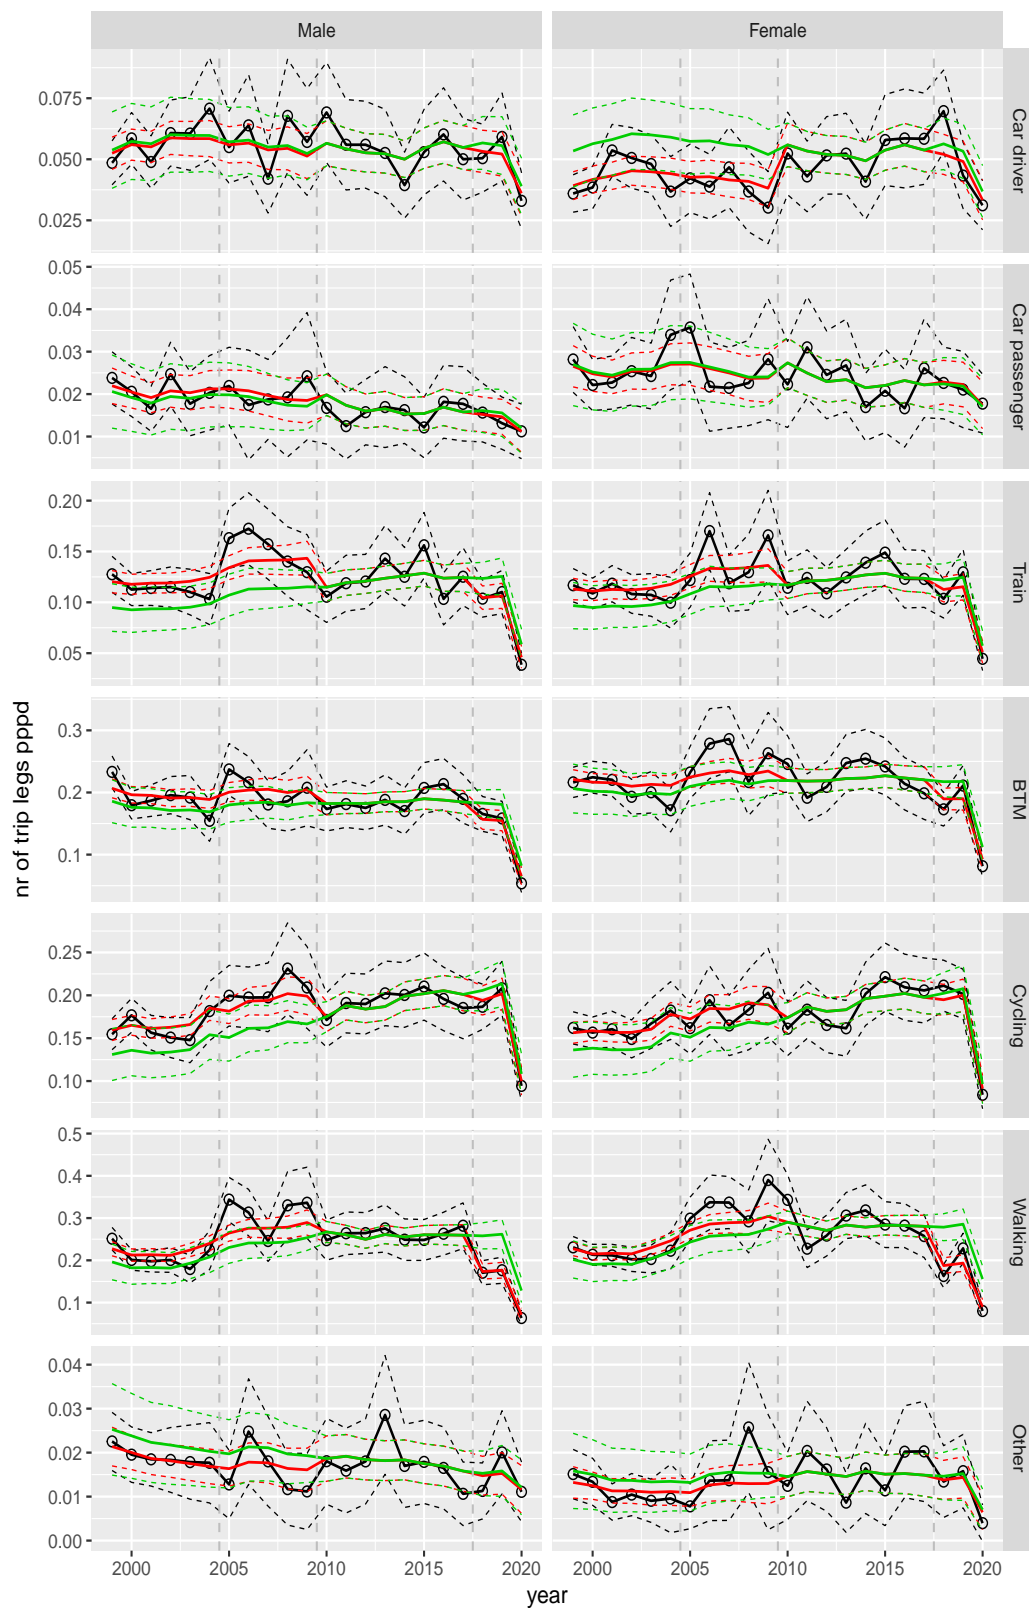 Male Female
0.075
0.050
0.025
Car driver
0.05
0.04
0.03
0.02
0.01
Car passenger
0.20
0.15
0.10
0.05
Train
0.3
0.2
0.1
BTM
0.25
0.20
0.15
0.10
Cycling
0.5
0.4
0.3
0.2
0.1
Walking
0.04
0.03
0.02
0.01
0.00
Other
nr of trip legs pppd
2000 2005 2010 2015 2020 2000 2005 2010 2015 2020
year